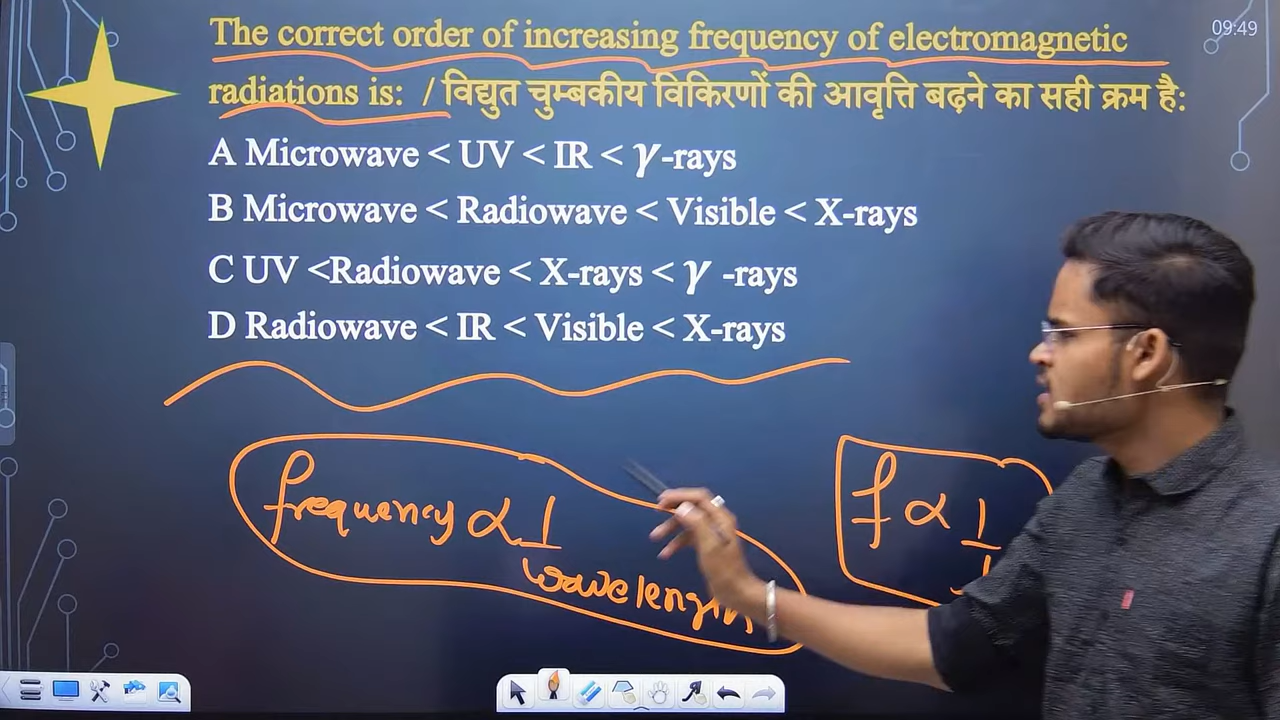 09:49
The correct order of increasing frequency of electromagnetic
radiations is: / विद्युत चुम्बकीय विकिरणों की आवृत्ति बढ़ने का सही क्रम है:
A Microwave < UV < IR < γ-rays
B Microwave < Radiowave < Visible < X-rays
C UV <Radiowave < X-rays < γ -rays
D Radiowave < IR < Visible < X-rays
frequency α 1
wavelength
f α 1